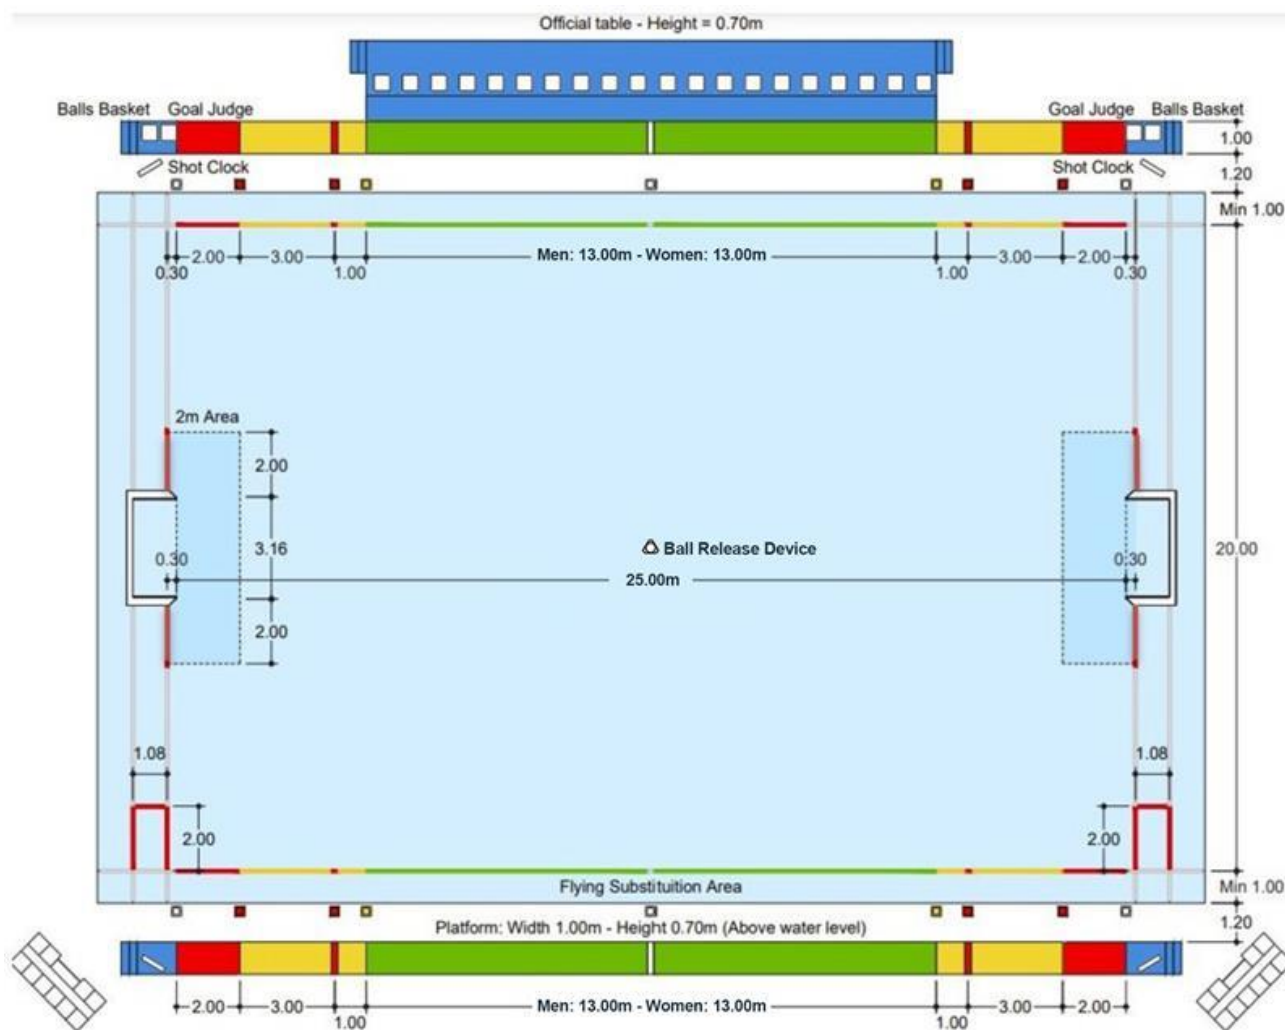 Official table - Height = 0.70m
Balls Basket
Goal Judge
Goal Judge
Balls Basket
1.00
Shot Clock
Shot Clock
1.20
Min 1.00
2.00
3.00
Men: 13.00m - Women: 13.00m
3.00
2.00
0.30
1.00
1.00
0.30
2m Area
2.00
3.16
Ball Release Device
20.00
0.30
0.30
25.00m
2.00
1.08
1.08
2.00
2.00
Flying Substituition Area
Min 1.00
Platform: Width 1.00m - Height 0.70m (Above water level)
1.20
2.00
3.00
Men: 13.00m - Women: 13.00m
3.00
2.00
1.00
1.00